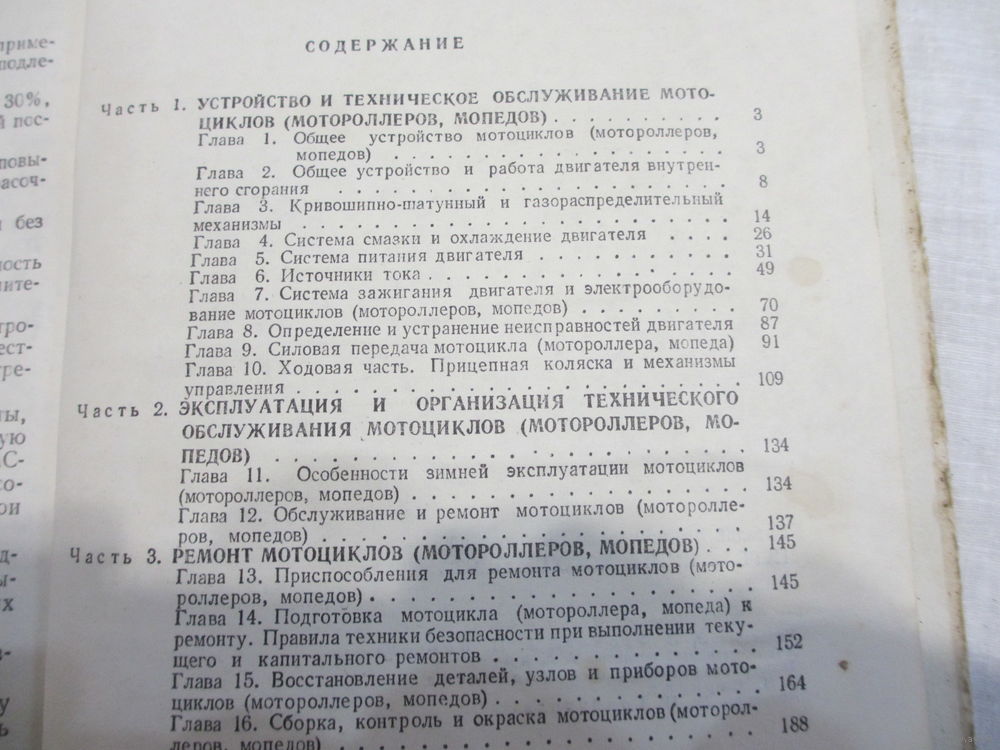 СОДЕРЖАНИЕ
Часть 1. УСТРОЙСТВО И ТЕХНИЧЕСКОЕ ОБСЛУЖИВАНИЕ МОТО-
ЦИКЛОВ (МОТОРОЛЛЕРОВ, МОПЕДОВ) . . . . . . . . . . 3
Глава 1. Общее устройство мотоциклов (мотороллеров,
мопедов) . . . . . . . . . . . . . . . . . . 3
Глава 2. Общее устройство и работа двигателя внутрен-
него сгорания . . . . . . . . . . . . . . . . . . . . . 8
Глава 3. Кривошипно-шатунный и газораспределительный
механизмы . . . . . . . . . . . . . . . . . . . . . . . 14
Глава 4. Система смазки и охлаждение двигателя . . . . 26
Глава 5. Система питания двигателя . . . . . . . . . . 31
Глава 6. Источники тока . . . . . . . . . . . . . . . . 49
Глава 7. Система зажигания двигателя и электрооборудо-
вание мотоциклов (мотороллеров, мопедов) . . . . . . . . 70
Глава 8. Определение и устранение неисправностей двигателя 87
Глава 9. Силовая передача мотоцикла (мотороллера, мопеда) 91
Глава 10. Ходовая часть. Прицепная коляска и механизмы
управления . . . . . . . . . . . . . . . . . . . . . . . 109
Часть 2. ЭКСПЛУАТАЦИЯ И ОРГАНИЗАЦИЯ ТЕХНИЧЕСКОГО
ОБСЛУЖИВАНИЯ МОТОЦИКЛОВ (МОТОРОЛЛЕРОВ, МО-
ПЕДОВ) . . . . . . . . . . . . . . . . . . . . . . . . 134
Глава 11. Особенности зимней эксплуатации мотоциклов
(мотороллеров, мопедов) . . . . . . . . . . . . . . . . 134
Глава 12. Обслуживание и ремонт мотоциклов (моторолле-
ров, мопедов) . . . . . . . . . . . . . . . . . . . . . 137
Часть 3. РЕМОНТ МОТОЦИКЛОВ (МОТОРОЛЛЕРОВ, МОПЕДОВ) . . . 145
Глава 13. Приспособления для ремонта мотоциклов (мото-
роллеров, мопедов) . . . . . . . . . . . . . . . . . . 145
Глава 14. Подготовка мотоцикла (мотороллера, мопеда) к
ремонту. Правила техники безопасности при выполнении теку-
щего и капитального ремонтов . . . . . . . . . . . . . 152
Глава 15. Восстановление деталей, узлов и приборов мото-
циклов (мотороллеров, мопедов) . . . . . . . . . . . . . 164
Глава 16. Сборка, контроль и окраска мотоциклов (моторол-
леров, мопедов) . . . . . . . . . . . . . . . . . . . . 188